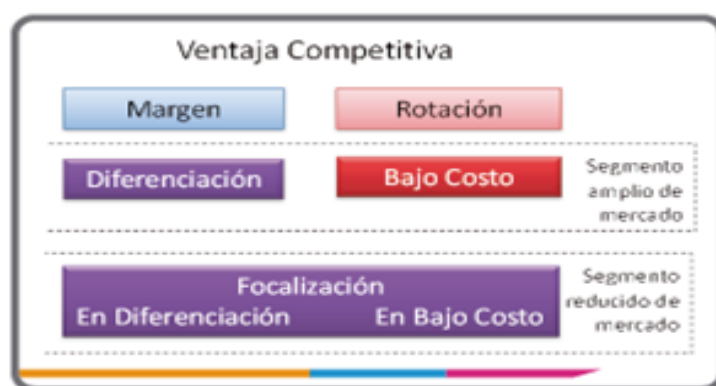 Ventaja Competitiva
Margen
Rotación
Diferenciación
Bajo Costo
Segmento
amplio de
mercado
Focalización
En Diferenciación
En Bajo Costo
Segmento
reducido de
mercado